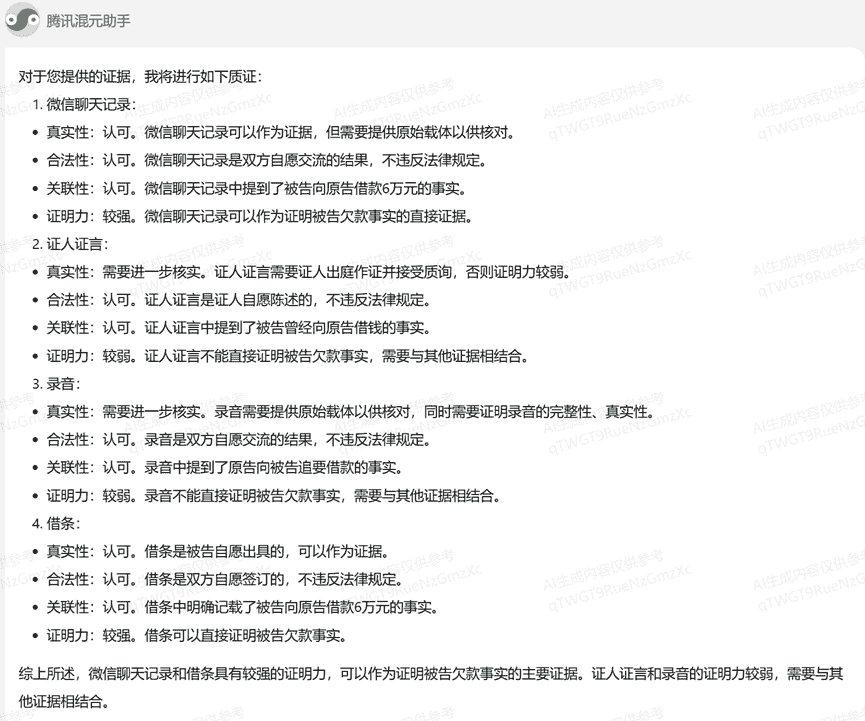 腾讯混元助手
对于您提供的证据，我将进行如下质证：
1. 微信聊天记录：
• 真实性：认可。微信聊天记录可以作为证据，但需要提供原始载体以供核对。
• 合法性：认可。微信聊天记录是双方自愿交流的结果，不违反法律规定。
• 关联性：认可。微信聊天记录中提到了被告向原告借款6万元的事实。
• 证明力：较强。微信聊天记录可以作为证明被告欠款事实的直接证据。
2. 证人证言：
• 真实性：需要进一步核实。证人证言需要证人出庭作证并接受质询，否则证明力较弱。
• 合法性：认可。证人证言是证人自愿陈述的，不违反法律规定。
• 关联性：认可。证人证言中提到了被告曾经向原告借钱的事实。
• 证明力：较弱。证人证言不能直接证明被告欠款事实，需要与其他证据相结合。
3. 录音：
• 真实性：需要进一步核实。录音需要提供原始载体以供核对，同时需要证明录音的完整性、真实性。
• 合法性：认可。录音是双方自愿交流的结果，不违反法律规定。
• 关联性：认可。录音中提到了原告向被告追要借款的事实。
• 证明力：较弱。录音不能直接证明被告欠款事实，需要与其他证据相结合。
4. 借条：
• 真实性：认可。借条是被告自愿出具的，可以作为证据。
• 合法性：认可。借条是双方自愿签订的，不违反法律规定。
• 关联性：认可。借条中明确记载了被告向原告借款6万元的事实。
• 证明力：较强。借条可以直接证明被告欠款事实。
综上所述，微信聊天记录和借条具有较强的证明力，可以作为证明被告欠款事实的主要证据。证人证言和录音的证明力较弱，需要与其
他证据相结合。
AI生成内容仅供参考
qTWGT9RueNzGmzXc